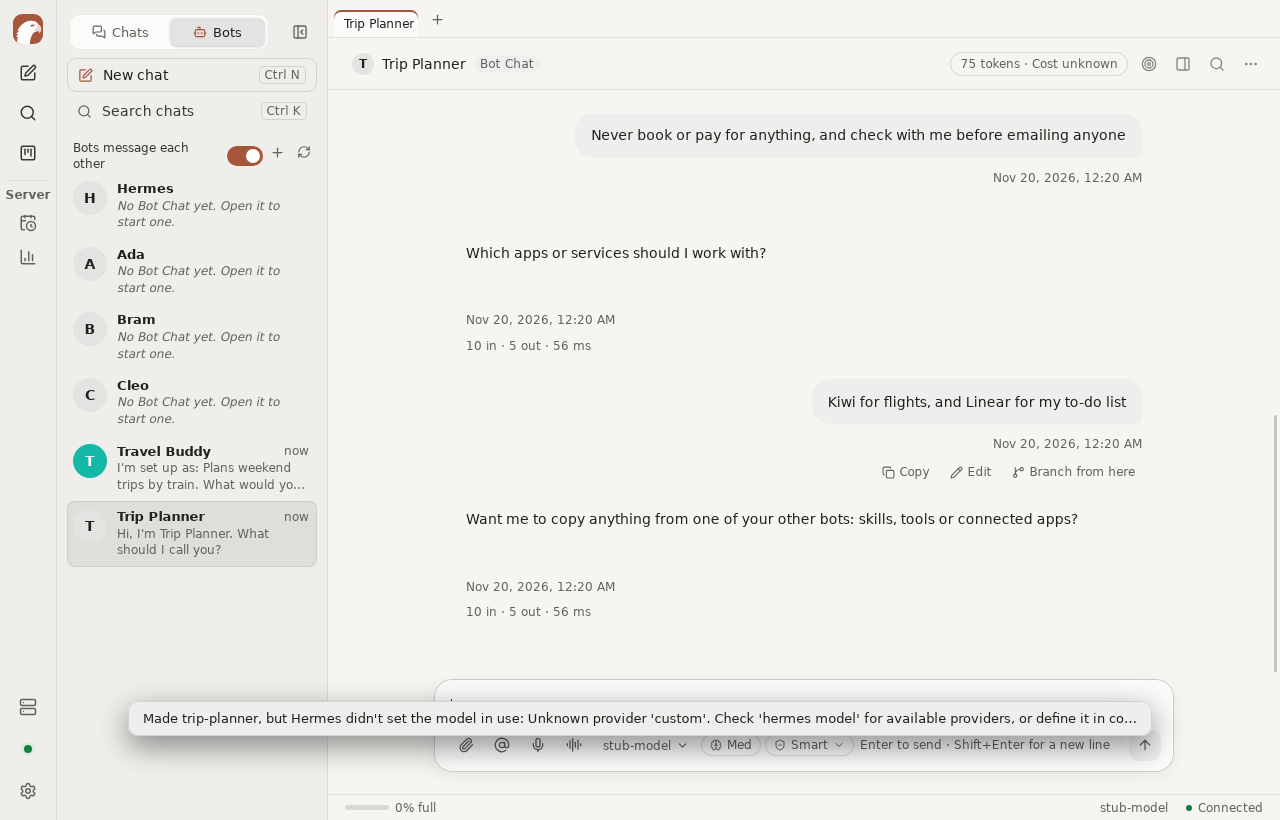 Chats
Bots
New chat
Ctrl N
Search chats
Ctrl K
Bots message each
other
Server
H
Hermes
No Bot Chat yet. Open it to
start one.
A
Ada
No Bot Chat yet. Open it to
start one.
B
Bram
No Bot Chat yet. Open it to
start one.
C
Cleo
No Bot Chat yet. Open it to
start one.
T
Travel Buddy
now
I'm set up as: Plans weekend
trips by train. What would yo…
T
Trip Planner
now
Hi, I'm Trip Planner. What
should I call you?
Trip Planner
T
Trip Planner
Bot Chat
75 tokens · Cost unknown
Never book or pay for anything, and check with me before emailing anyone
Nov 20, 2026, 12:20 AM
Which apps or services should I work with?
Nov 20, 2026, 12:20 AM
10 in · 5 out · 56 ms
Kiwi for flights, and Linear for my to-do list
Nov 20, 2026, 12:20 AM
Copy
Edit
Branch from here
Want me to copy anything from one of your other bots: skills, tools or connected apps?
Nov 20, 2026, 12:20 AM
10 in · 5 out · 56 ms
Made trip-planner, but Hermes didn't set the model in use: Unknown provider 'custom'. Check 'hermes model' for available providers, or define it in co…
stub-model
Med
Smart
Enter to send · Shift+Enter for a new line
0% full
stub-model
Connected